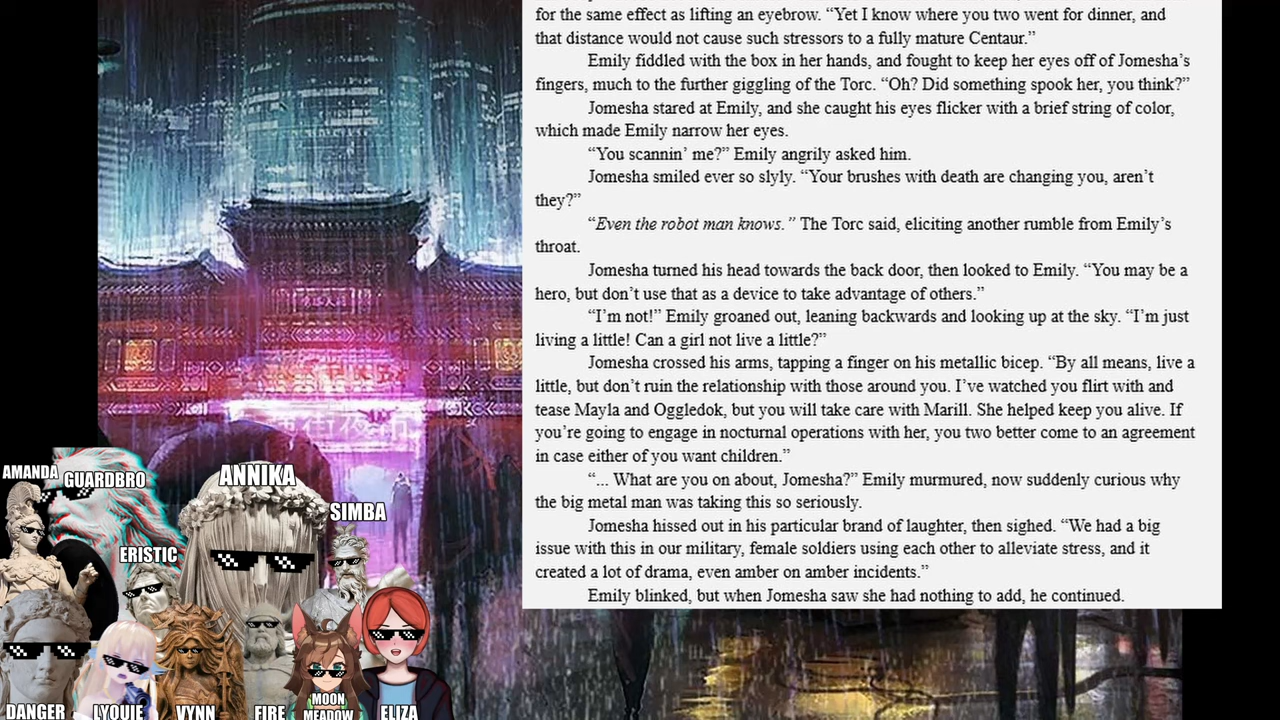 for the same effect as lifting an eyebrow. “Yet I know where you two went for dinner, and
that distance would not cause such stressors to a fully mature Centaur.”
Emily fiddled with the box in her hands, and fought to keep her eyes off of Jomesha’s
fingers, much to the further giggling of the Torc. “Oh? Did something spook her, you think?”
Jomesha stared at Emily, and she caught his eyes flicker with a brief string of color,
which made Emily narrow her eyes.
“You scannin’ me?” Emily angrily asked him.
Jomesha smiled ever so slyly. “Your brushes with death are changing you, aren’t
they?”
“Even the robot man knows.” The Torc said, eliciting another rumble from Emily’s
throat.
Jomesha turned his head towards the back door, then looked to Emily. “You may be a
hero, but don’t use that as a device to take advantage of others.”
“I’m not!” Emily groaned out, leaning backwards and looking up at the sky. “I’m just
living a little! Can a girl not live a little?”
Jomesha crossed his arms, tapping a finger on his metallic bicep. “By all means, live a
little, but don’t ruin the relationship with those around you. I’ve watched you flirt with and
tease Mayla and Oggledok, but you will take care with Marill. She helped keep you alive. If
you’re going to engage in nocturnal operations with her, you two better come to an agreement
in case either of you want children.”
“... What are you on about, Jomesha?” Emily murmured, now suddenly curious why
the big metal man was taking this so seriously.
Jomesha hissed out in his particular brand of laughter, then sighed. “We had a big
issue with this in our military, female soldiers using each other to alleviate stress, and it
created a lot of drama, even amber on amber incidents.”
Emily blinked, but when Jomesha saw she had nothing to add, he continued.
AMANDA
GUARDBRO
ANNIKA
SIMBA
ERISTIC
DANGER
LYQUIE
VYNN
FIRE
MOON
MEADOW
ELIZA